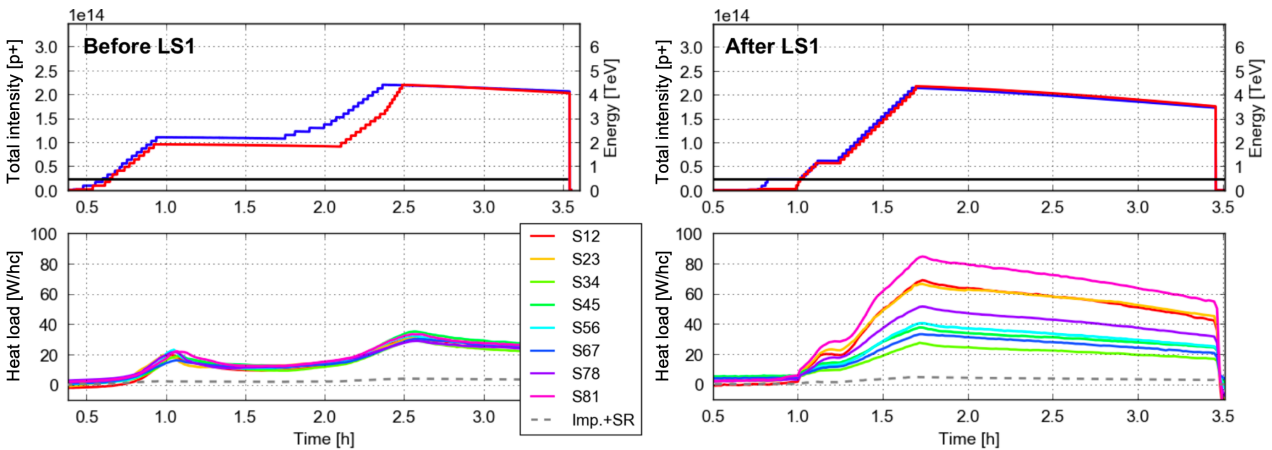 1e14
Before LS1
Total intensity [p+]
3.0
2.5
2.0
1.5
1.0
0.5
0.0
6
5
4
3
2
1
0
Energy [TeV]
0.5 1.0 1.5 2.0 2.5 3.0 3.5
1e14
After LS1
Total intensity [p+]
3.0
2.5
2.0
1.5
1.0
0.5
0.0
6
5
4
3
2
1
0
Energy [TeV]
0.5 1.0 1.5 2.0 2.5 3.0 3.5
Heat load [W/hc]
100
80
60
40
20
0
0.5 1.0 1.5 2.0 2.5 3.0
Time [h]
S12
S23
S34
S45
S56
S67
S78
S81
Imp.+SR
Heat load [W/hc]
100
80
60
40
20
0
0.5 1.0 1.5 2.0 2.5 3.0 3.5
Time [h]